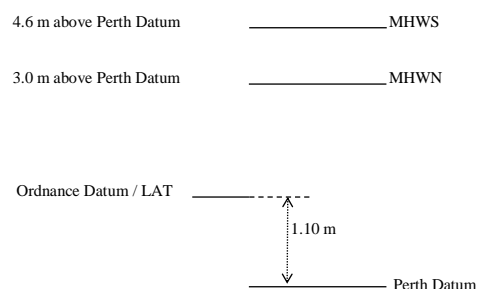 4.6 m above Perth Datum MHWS
3.0 m above Perth Datum MHWN
Ordnance Datum / LAT
1.10 m
Perth Datum